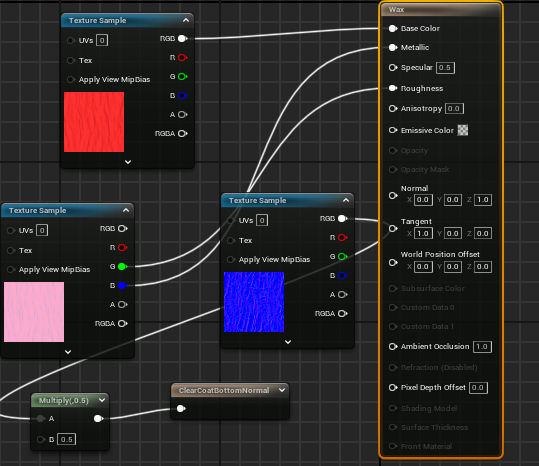 Texture Sample
UVs 0
Tex
Apply View MipBias
RGB
R
G
B
A
RGBA
Texture Sample
UVs 0
Tex
Apply View MipBias
RGB
R
G
B
A
RGBA
Texture Sample
UVs 0
Tex
Apply View MipBias
RGB
R
G
B
A
RGBA
Multiply(,0.5)
A
B 0.5
ClearCoatBottomNormal
Wax
Base Color
Metallic
Specular 0.5
Roughness
Anisotropy 0.0
Emissive Color
Opacity
Opacity Mask
Normal
X 0.0 Y 0.0 Z 1.0
Tangent
X 1.0 Y 0.0 Z 0.0
World Position Offset
X 0.0 Y 0.0 Z 0.0
Subsurface Color
Custom Data 0
Custom Data 1
Ambient Occlusion 1.0
Refraction (Disabled)
Pixel Depth Offset 0.0
Shading Model
Surface Thickness
Front Material